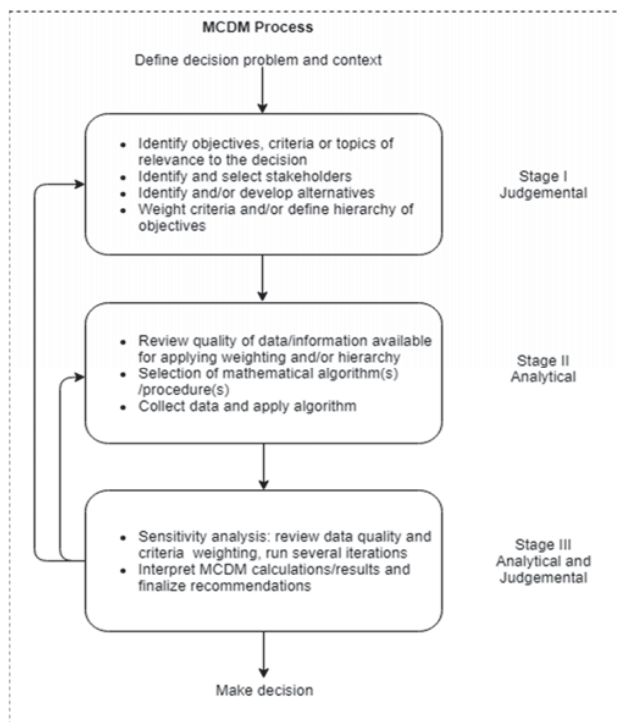 MCDM Process
Define decision problem and context
• Identify objectives, criteria or topics of
relevance to the decision
• Identify and select stakeholders
• Identify and/or develop alternatives
• Weight criteria and/or define hierarchy of
objectives
Stage I
Judgemental
• Review quality of data/information available
for applying weighting and/or hierarchy
• Selection of mathematical algorithm(s)
/procedure(s)
• Collect data and apply algorithm
Stage II
Analytical
• Sensitivity analysis: review data quality and
criteria weighting, run several iterations
• Interpret MCDM calculations/results and
finalize recommendations
Stage III
Analytical and
Judgemental
Make decision